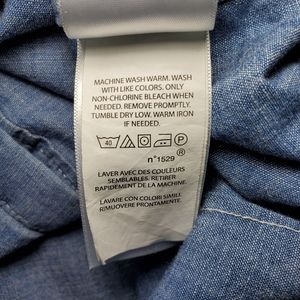 MACHINE WASH WARM. WASH
WITH LIKE COLORS. ONLY
NON-CHLORINE BLEACH WHEN
NEEDED. REMOVE PROMPTLY.
TUMBLE DRY LOW. WARM IRON
IF NEEDED.
40 P
®
n°1529
LAVER AVEC DES COULEURS
SEMBLABLES. RETIRER
RAPIDEMENT DE LA MACHINE.
LAVARE CON COLORI SIMILI.
RIMUOVERE PRONTAMENTE.